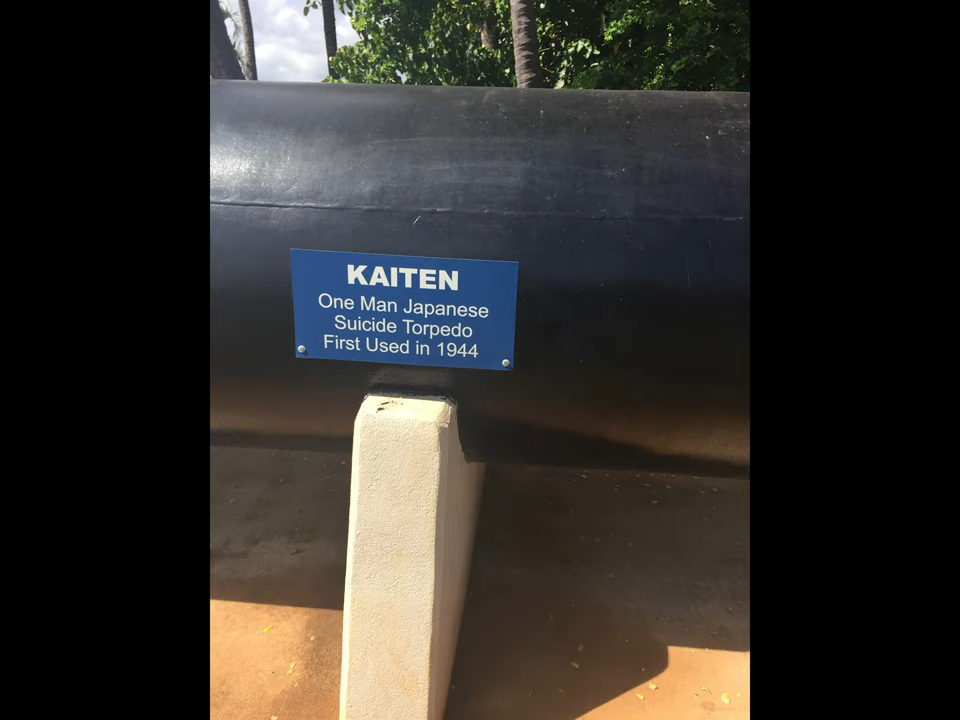 KAITEN
One Man Japanese
Suicide Torpedo
First Used in 1944